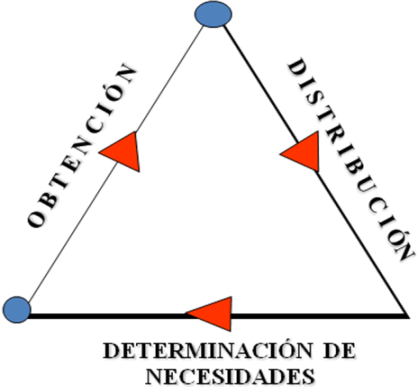 OBTENCIÓN
DISTRIBUCIÓN
DETERMINACIÓN DE
NECESIDADES